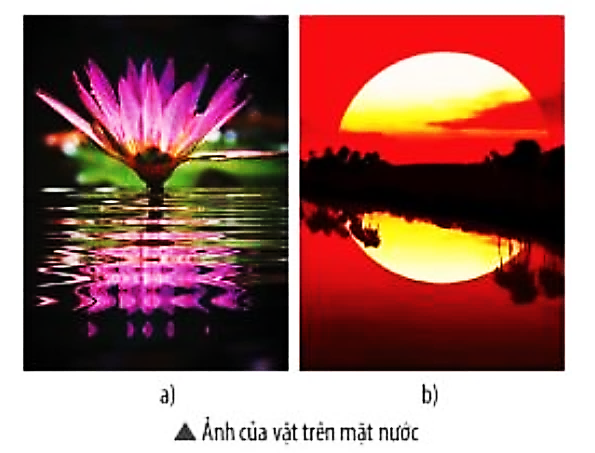 a)
b)
▲ Ảnh của vật trên mặt nước